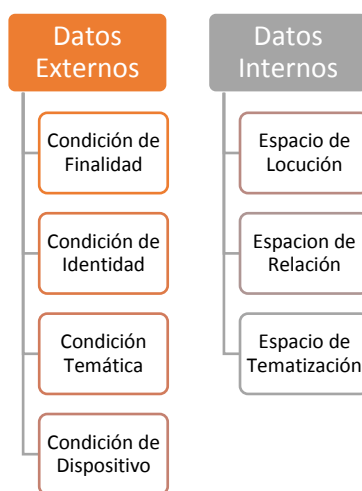 Datos
Externos
Condición de
Finalidad
Condición de
Identidad
Condición
Temática
Condición de
Dispositivo
Datos
Internos
Espacio de
Locución
Espacion de
Relación
Espacio de
Tematización